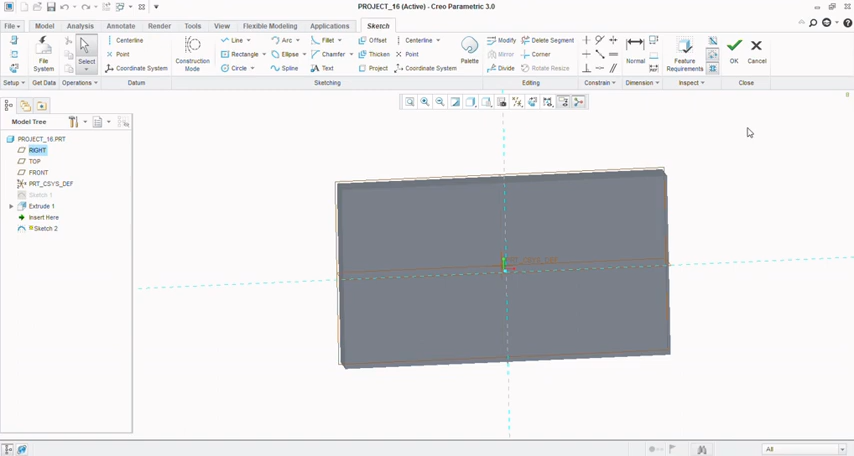 PROJECT_16 (Active) - Creo Parametric 3.0
File Model Analysis Annotate Render Tools View Flexible Modeling Applications Sketch
File System
Select
Centerline
Point
Coordinate System
Construction Mode
Line Arc Fillet Centerline
Rectangle Ellipse Chamfer Point
Circle Spline Text Coordinate System
Offset
Thicken
Project
Palette
Modify Delete Segment
Mirror Corner
Divide Rotate Resize
Normal
Feature Requirements
OK Cancel
Setup Get Data Operations Datum Sketching Editing Constrain Dimension Inspect Close
Model Tree
PROJECT_16.PRT
RIGHT
TOP
FRONT
PRT_CSYS_DEF
Sketch 1
Extrude 1
Insert Here
Sketch 2
PRT_CSYS_DEF
All